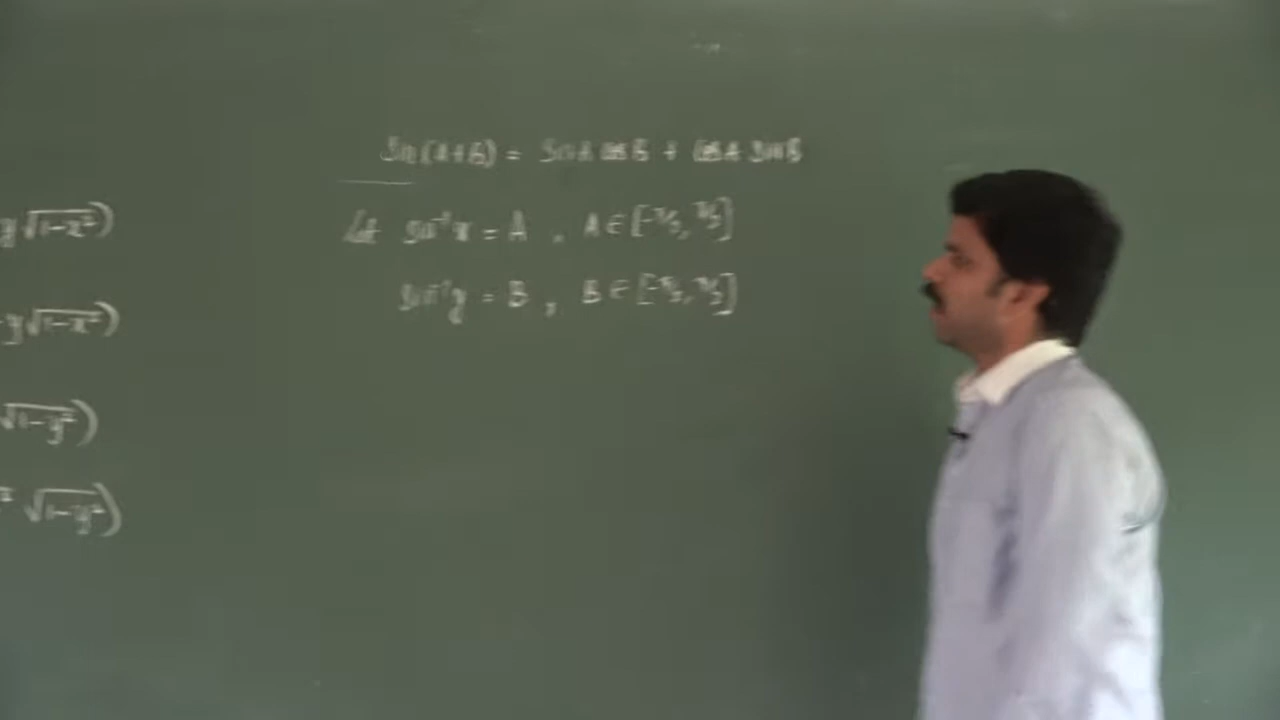 y√(1-x²))
y√(1-x²))
√(1-y²))
√(1-y²))
Sin(A+B) = SinA cosB + cosA SinB
Let sin⁻¹x = A , A ∈ [-π/2, π/2]
sin⁻¹y = B , B ∈ [-π/2, π/2]